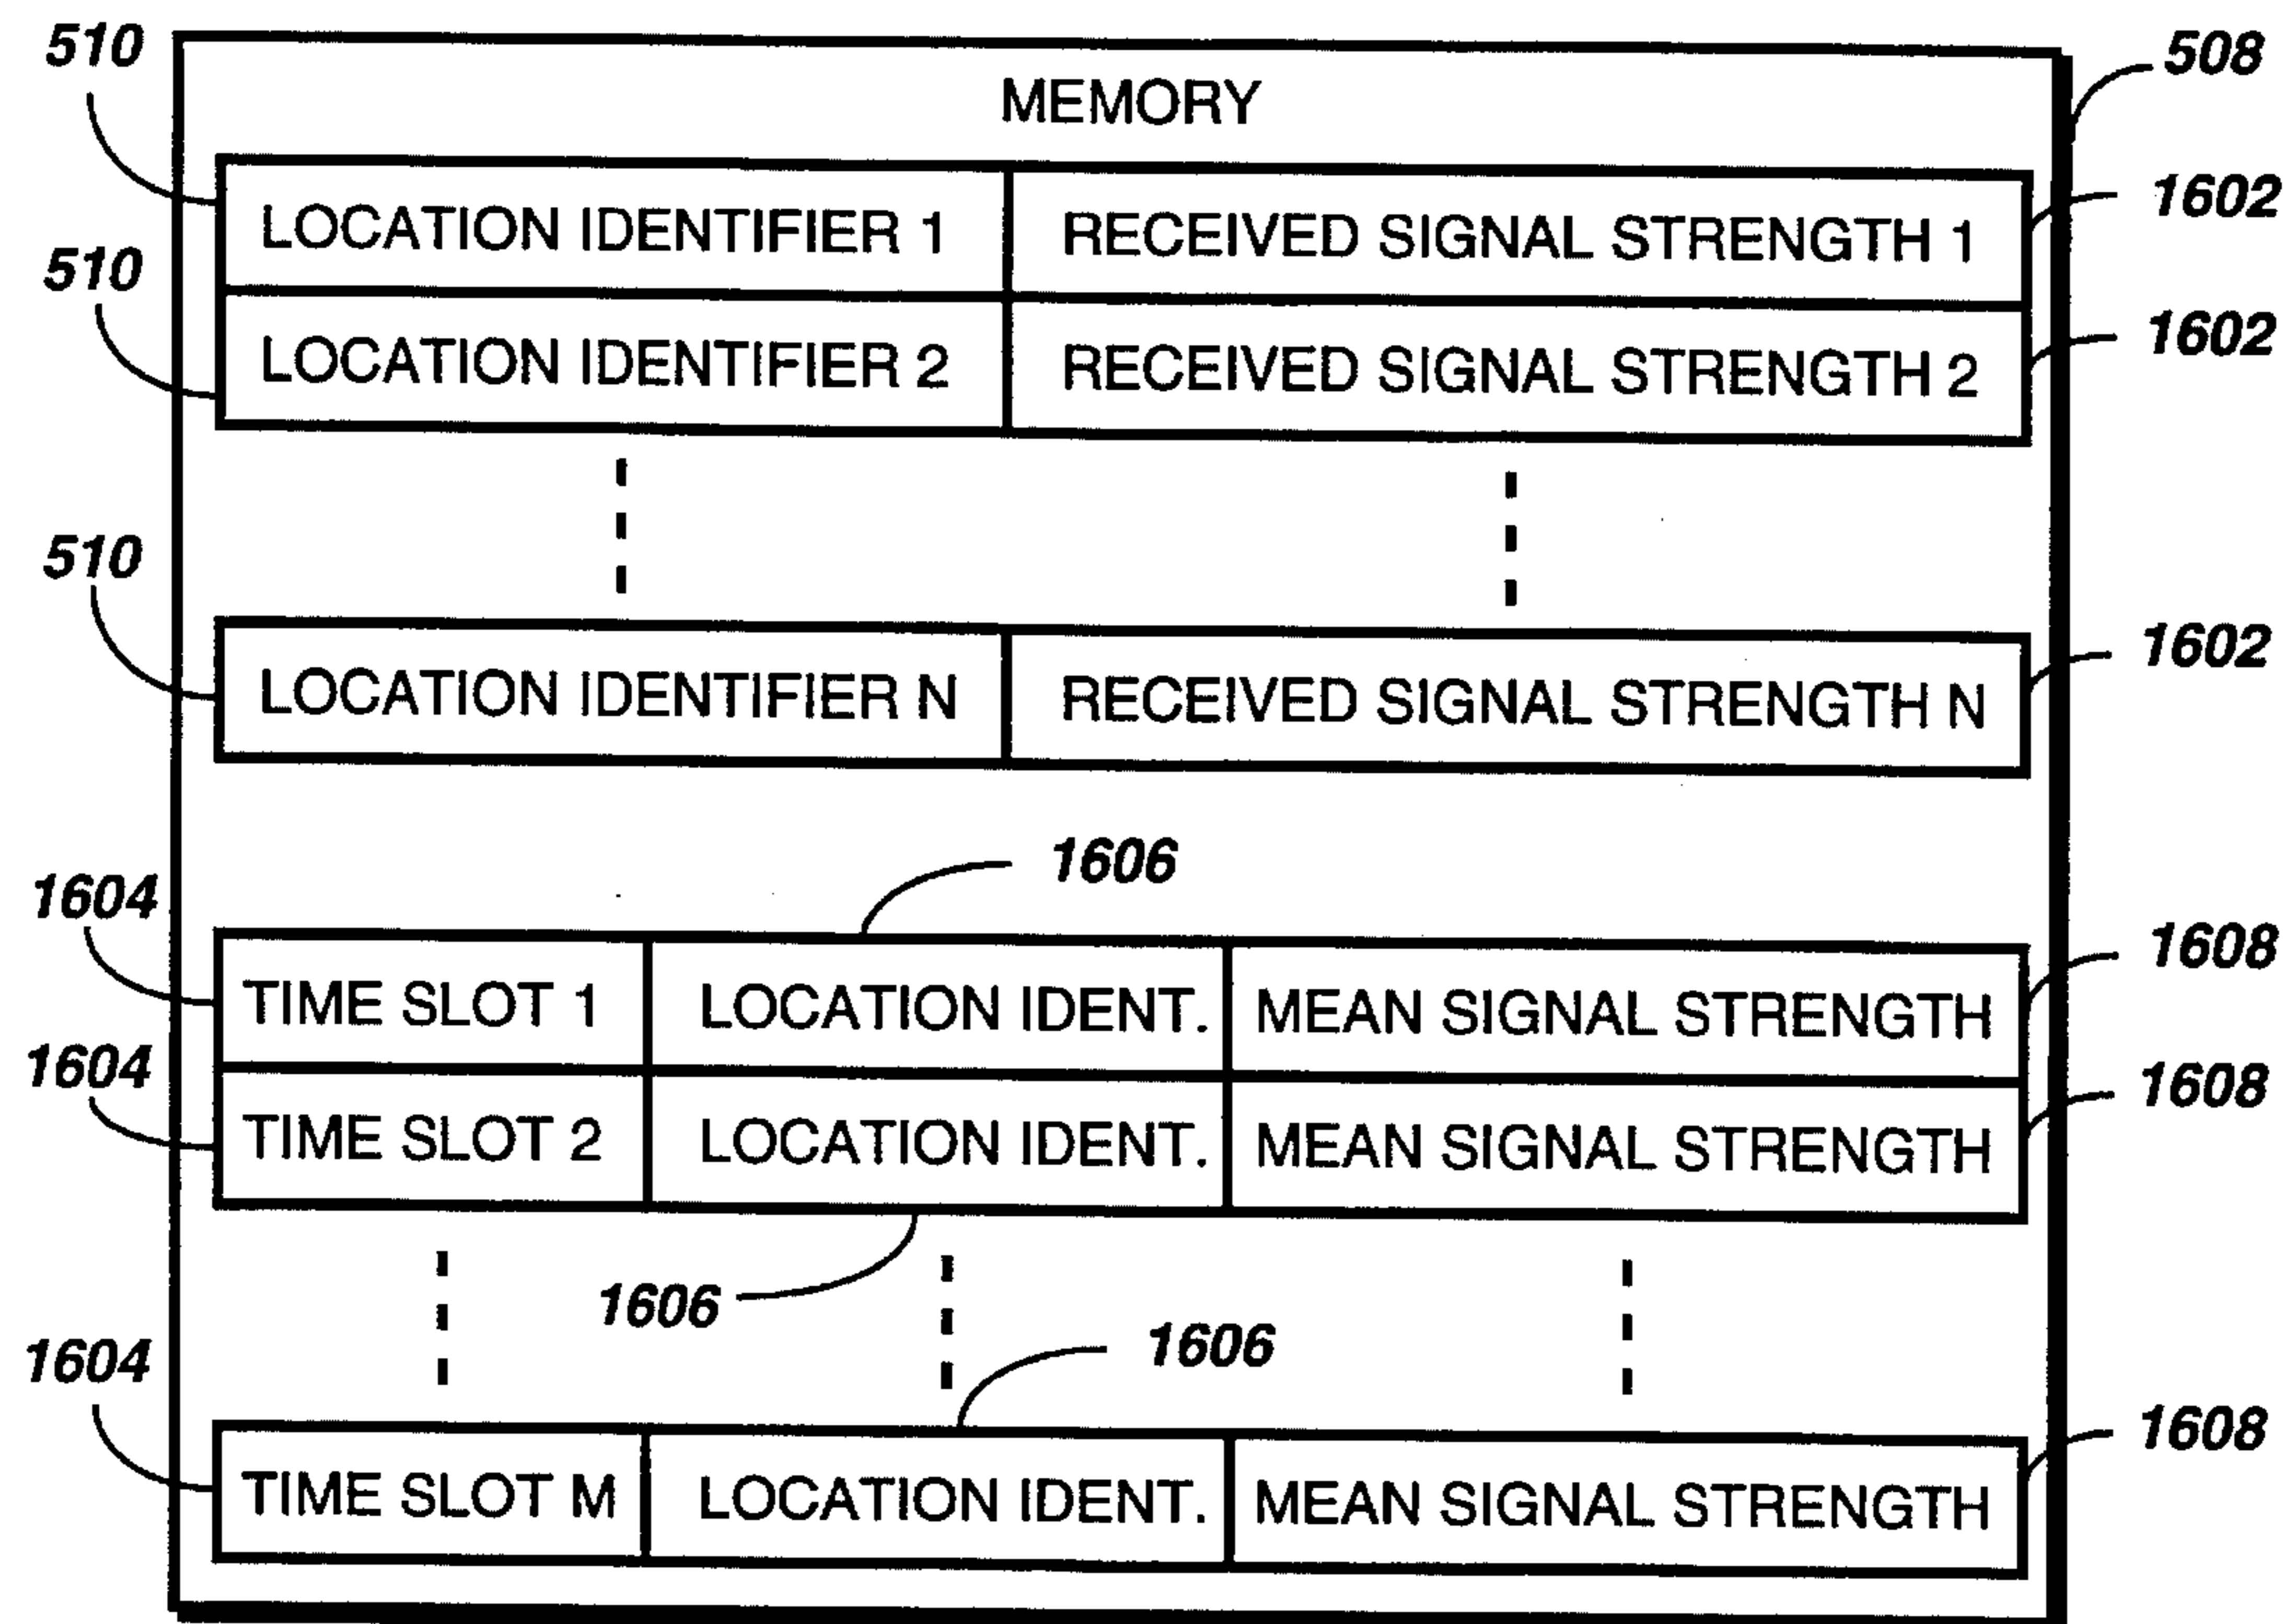 510
508
MEMORY
LOCATION IDENTIFIER 1 RECEIVED SIGNAL STRENGTH 1
1602
510
LOCATION IDENTIFIER 2 RECEIVED SIGNAL STRENGTH 2
1602
510
LOCATION IDENTIFIER N RECEIVED SIGNAL STRENGTH N
1602
1606
1604
TIME SLOT 1 LOCATION IDENT. MEAN SIGNAL STRENGTH
1608
1604
TIME SLOT 2 LOCATION IDENT. MEAN SIGNAL STRENGTH
1608
1606
1606
1604
TIME SLOT M LOCATION IDENT. MEAN SIGNAL STRENGTH
1608